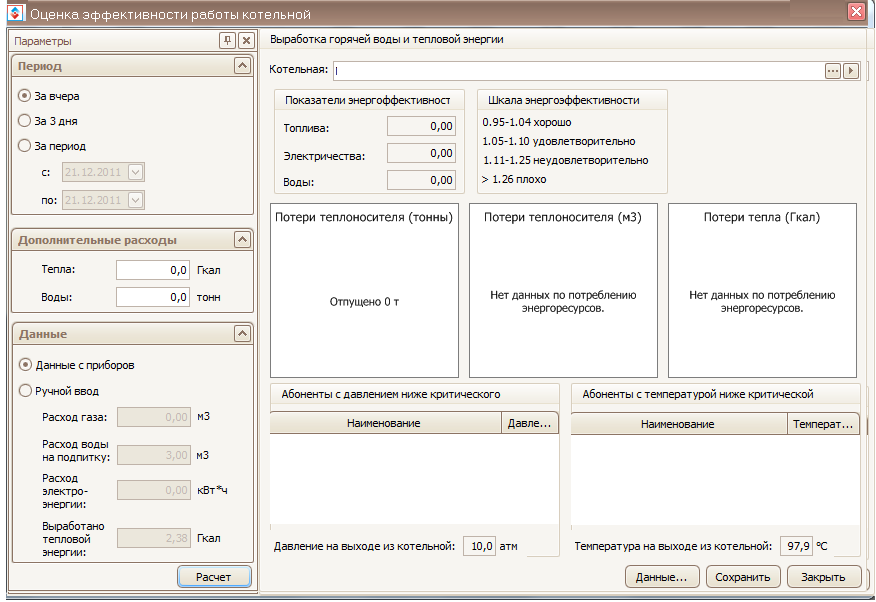 Оценка эффективности работы котельной
Параметры
Период
За вчера
За 3 дня
За период
с: 21.12.2011
по: 21.12.2011
Дополнительные расходы
Тепла: 0,0 Гкал
Воды: 0,0 тонн
Данные
Данные с приборов
Ручной ввод
Расход газа: 0,00 м3
Расход воды
на подпитку: 3,00 м3
Расход
электро-
энергии: 0,00 кВт*ч
Выработано
тепловой
энергии: 2,38 Гкал
Расчет
Выработка горячей воды и тепловой энергии
Котельная:
Показатели энергоффективност
Топлива: 0,00
Электричества: 0,00
Воды: 0,00
Шкала энергоэффективности
0.95-1.04 хорошо
1.05-1.10 удовлетворительно
1.11-1.25 неудовлетворительно
> 1.26 плохо
Потери теплоносителя (тонны)
Отпущено 0 т
Потери теплоносителя (м3)
Нет данных по потреблению
энергоресурсов.
Потери тепла (Гкал)
Нет данных по потреблению
энергоресурсов.
Абоненты с давлением ниже критического
Наименование Давле...
Давление на выходе из котельной: 10,0 атм
Абоненты с температурой ниже критической
Наименование Температ...
Температура на выходе из котельной: 97,9 °C
Данные... Сохранить Закрыть